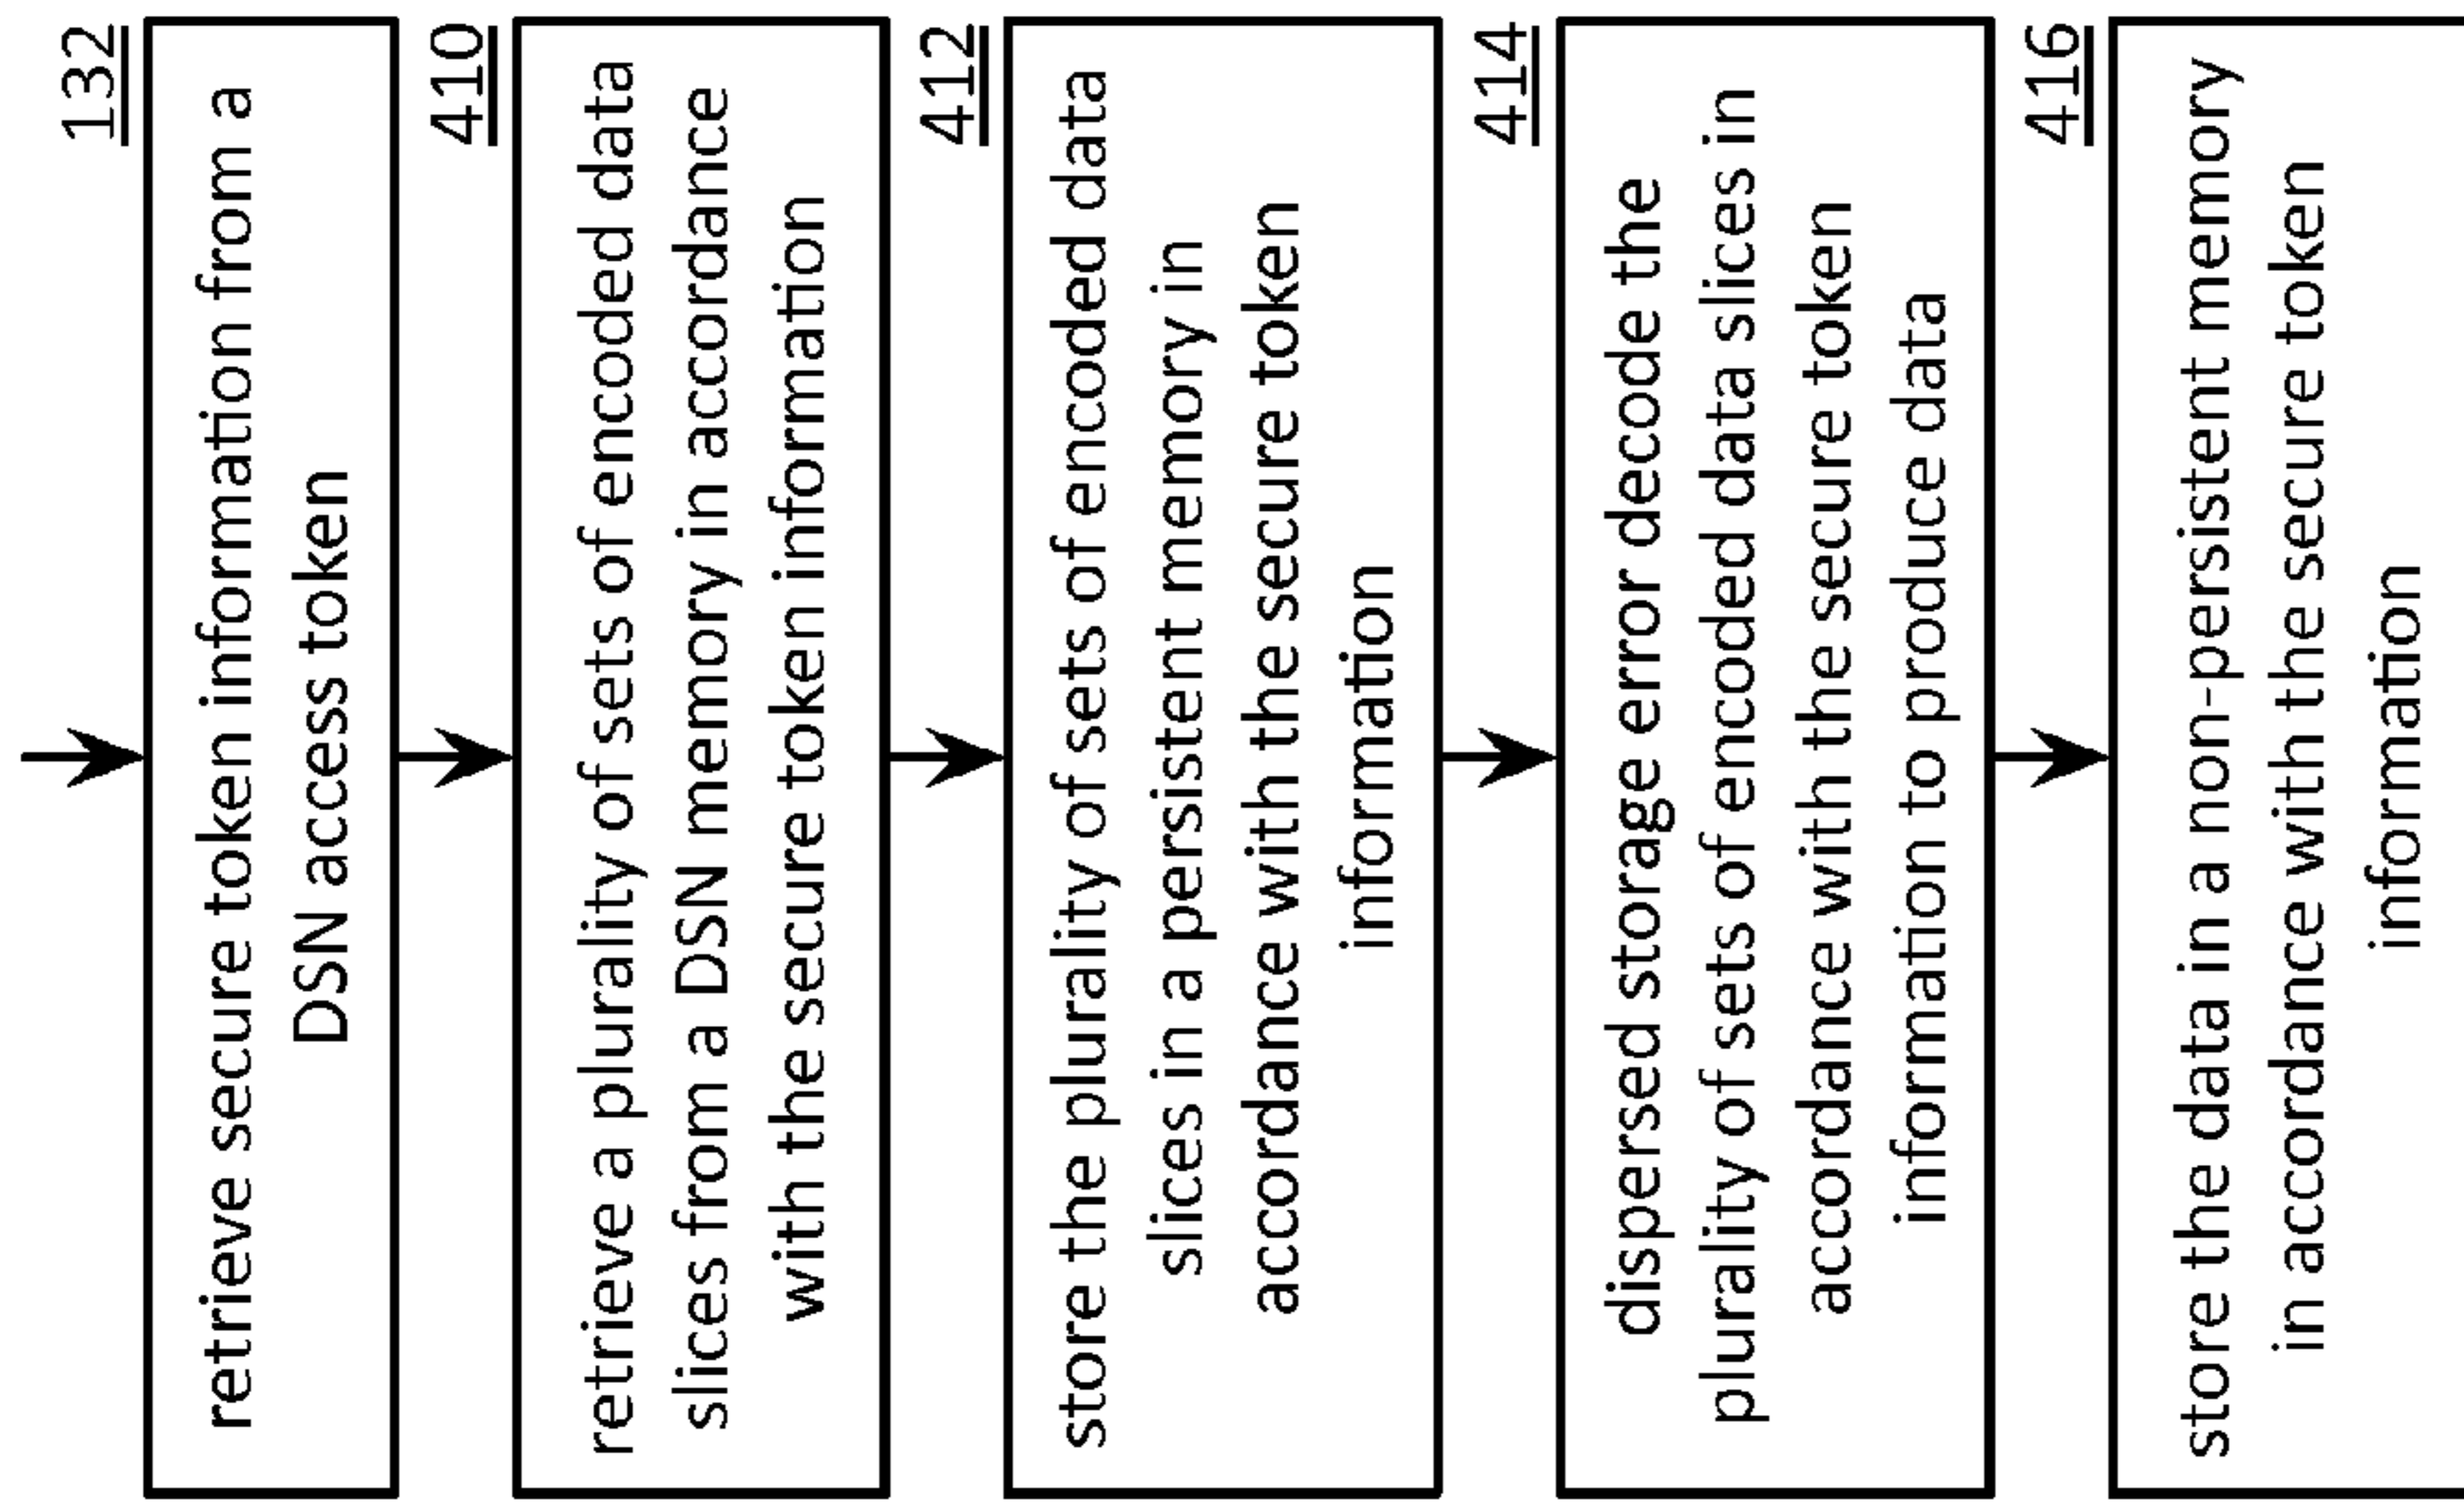 132
retrieve secure token information from a
DSN access token
410
retrieve a plurality of sets of encoded data
slices from a DSN memory in accordance
with the secure token information
412
store the plurality of sets of encoded data
slices in a persistent memory in
accordance with the secure token
information
414
dispersed storage error decode the
plurality of sets of encoded data slices in
accordance with the secure token
information to produce data
416
store the data in a non-persistent memory
in accordance with the secure token
information